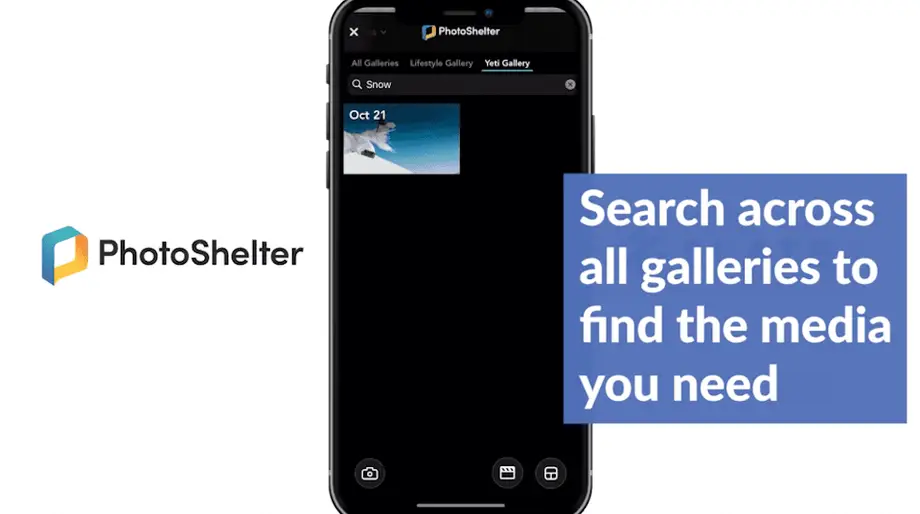 PhotoShelter
PhotoShelter
All Galleries Lifestyle Gallery Yeti Gallery
Snow
Oct 21
Search across
all galleries to
find the media
you need